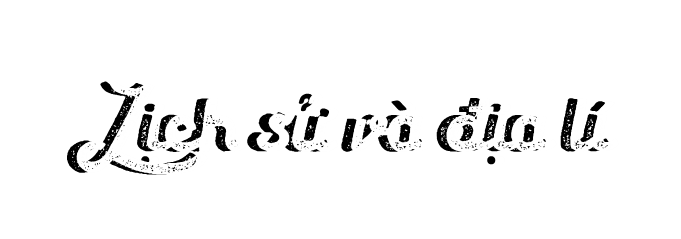 Lịch sử và địa lí